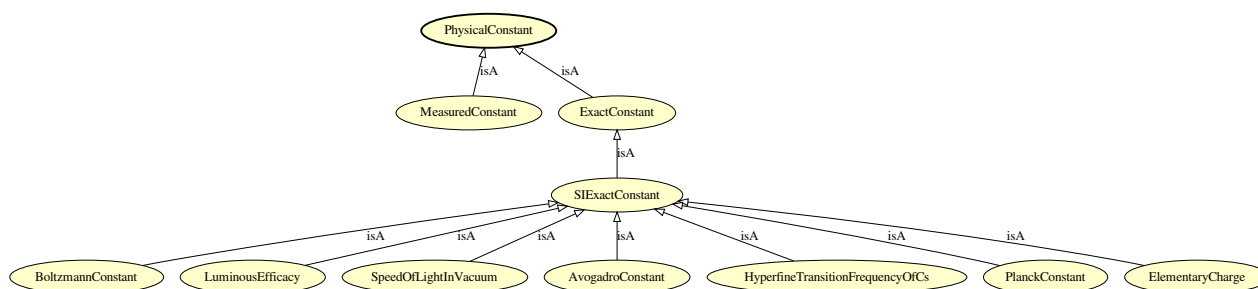 PhysicalConstant
isA
isA
MeasuredConstant
ExactConstant
isA
SIExactConstant
isA
isA
isA
isA
isA
isA
isA
BoltzmannConstant
LuminousEfficacy
SpeedOfLightInVacuum
AvogadroConstant
HyperfineTransitionFrequencyOfCs
PlanckConstant
ElementaryCharge